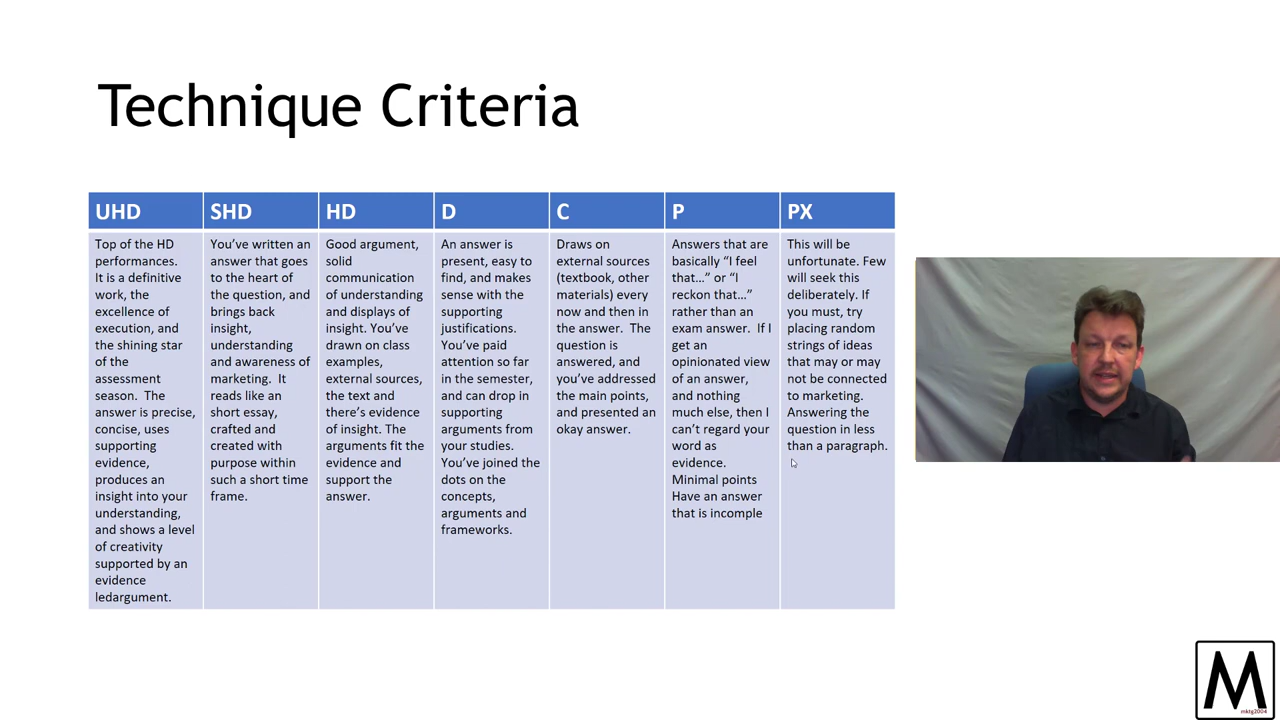 Technique Criteria
UHD
SHD
HD
D
C
P
PX
Top of the HD
performances.
It is a definitive
work, the
excellence of
execution, and
the shining star
of the
assessment
season.  The
answer is precise,
concise, uses
supporting
evidence,
produces an
insight into your
understanding,
and shows a level
of creativity
supported by an
evidence
ledargument.
You’ve written an
answer that goes
to the heart of
the question, and
brings back
insight,
understanding
and awareness of
marketing.  It
reads like an
short essay,
crafted and
created with
purpose within
such a short time
frame.
Good argument,
solid
communication
of understanding
and displays of
insight. You’ve
drawn on class
examples,
external sources,
the text and
there’s evidence
of insight. The
arguments fit the
evidence and
support the
answer.
An answer is
present, easy to
find, and makes
sense with the
supporting
justifications.
You’ve paid
attention so far
in the semester,
and can drop in
supporting
arguments from
your studies.
You’ve joined the
dots on the
concepts,
arguments and
frameworks.
Draws on
external sources
(textbook, other
materials) every
now and then in
the answer.  The
question is
answered, and
you’ve addressed
the main points,
and presented an
okay answer.
Answers that are
basically “I feel
that…” or “I
reckon that…”
rather than an
exam answer.  If I
get an
opinionated view
of an answer,
and nothing
much else, then I
can’t regard your
word as
evidence.
Minimal points
Have an answer
that is incomple
This will be
unfortunate. Few
will seek this
deliberately. If
you must, try
placing random
strings of ideas
that may or may
not be connected
to marketing.
Answering the
question in less
than a paragraph.
M
mktg2004